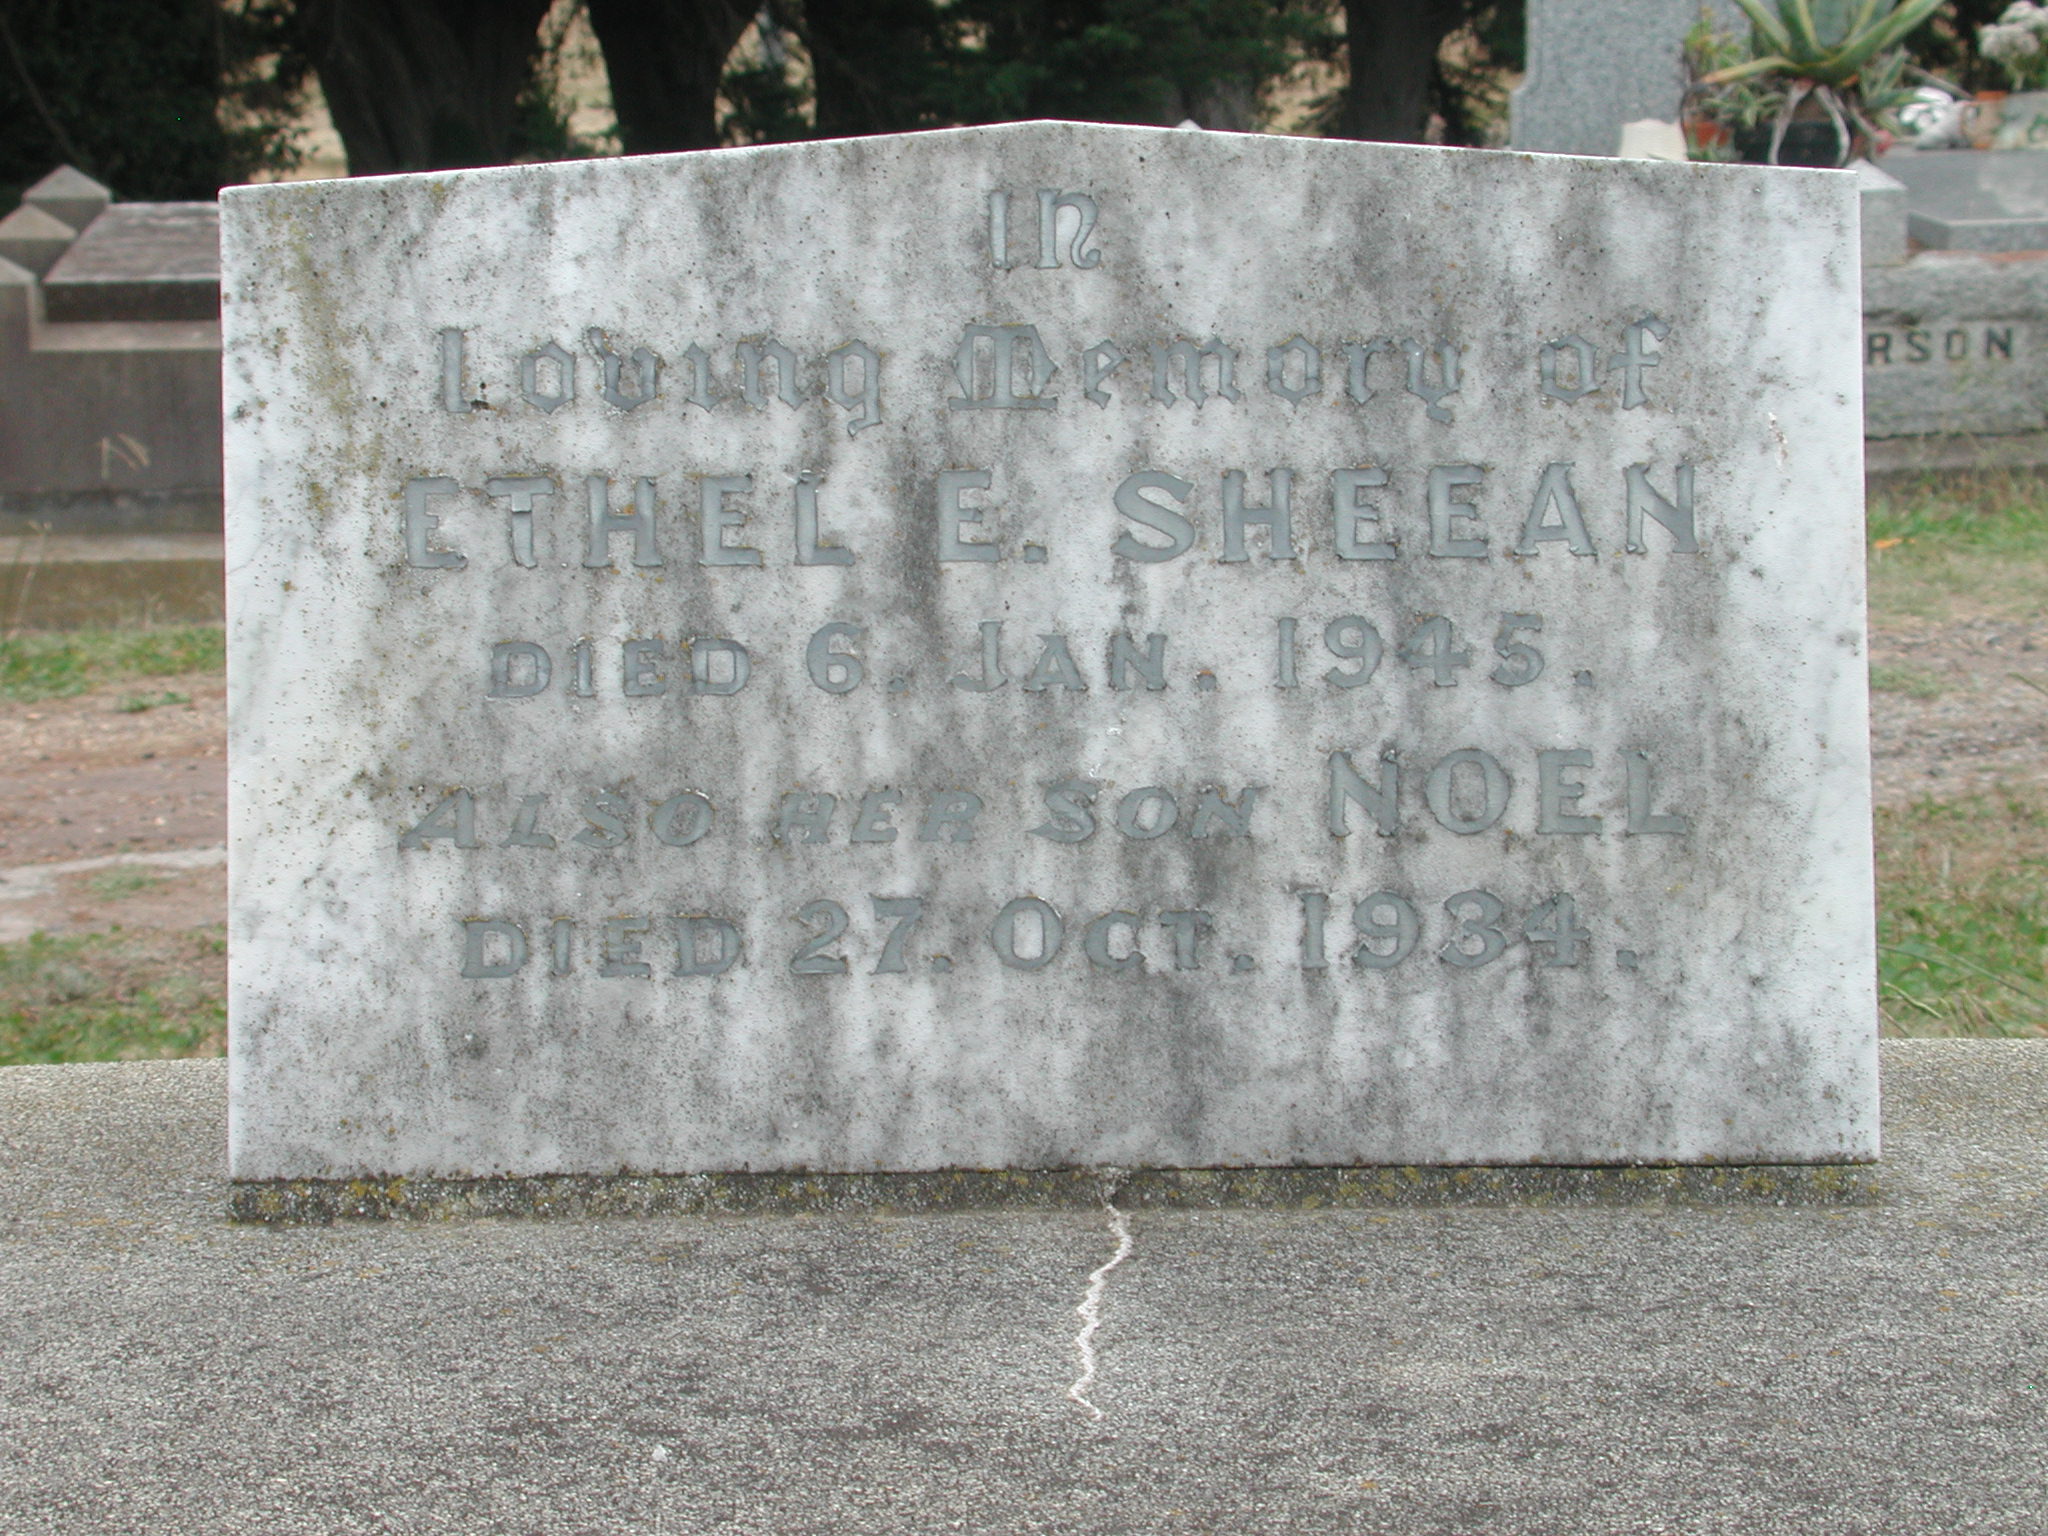 In
Loving Memory of
ETHEL E. SHEEAN
DIED 6. JAN. 1945.
ALSO HER SON NOEL
DIED 27. OCT. 1934.
RSON